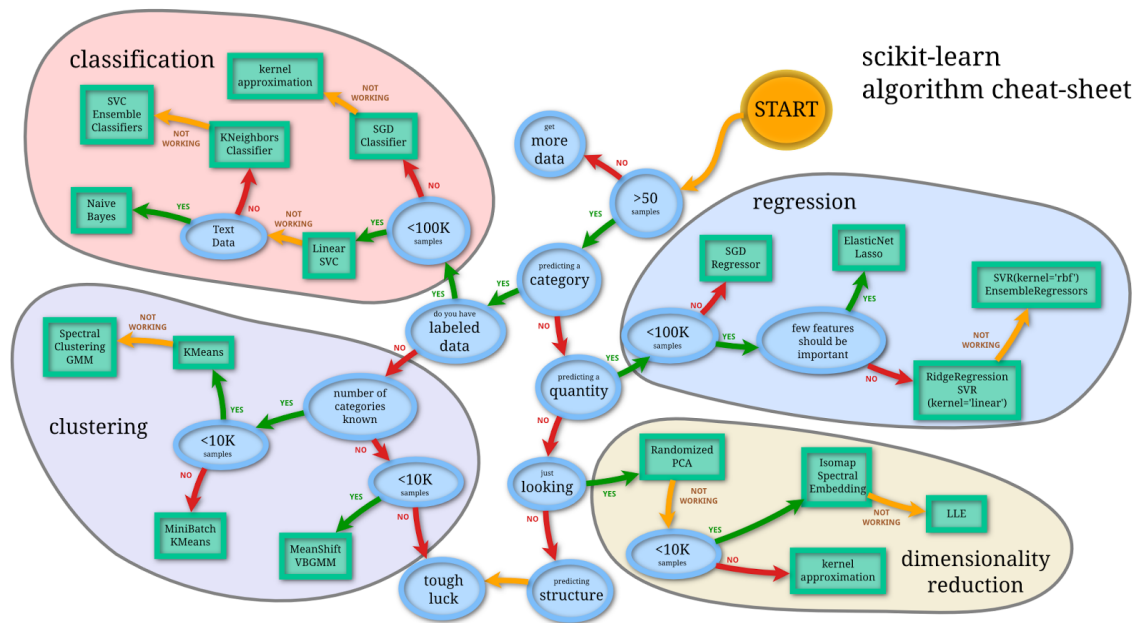 scikit-learn
algorithm cheat-sheet
START
get
more
data
NO
>50
samples
YES
predicting a
category
YES
NO
do you have
labeled
data
YES
NO
predicting a
quantity
YES
NO
just
looking
YES
NO
predicting
structure
tough
luck
classification
kernel
approximation
NOT
WORKING
SGD
Classifier
NO
<100K
samples
YES
Linear
SVC
NOT
WORKING
Text
Data
YES
NO
Naive
Bayes
KNeighbors
Classifier
NOT
WORKING
SVC
Ensemble
Classifiers
regression
<100K
samples
NO
SGD
Regressor
YES
few features
should be
important
YES
ElasticNet
Lasso
NO
RidgeRegression
SVR
(kernel='linear')
NOT
WORKING
SVR(kernel='rbf')
EnsembleRegressors
clustering
number of
categories
known
YES
NO
<10K
samples
YES
KMeans
NOT
WORKING
Spectral
Clustering
GMM
NO
MiniBatch
KMeans
<10K
samples
YES
MeanShift
VBGMM
NO
dimensionality
reduction
Randomized
PCA
NOT
WORKING
<10K
samples
YES
Isomap
Spectral
Embedding
NOT
WORKING
LLE
NO
kernel
approximation